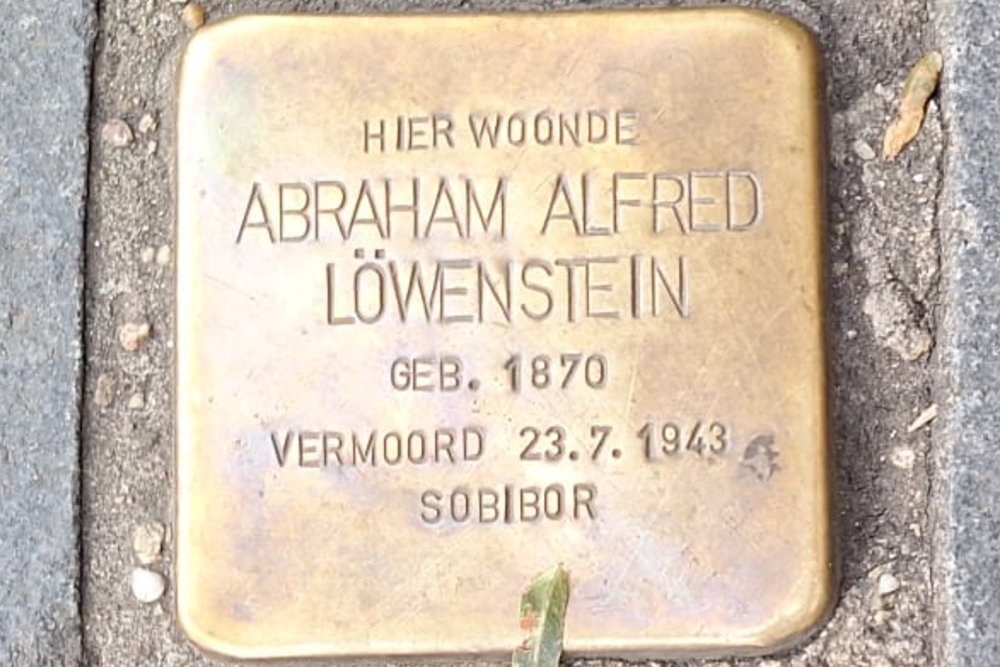 HIER WOONDE
ABRAHAM ALFRED
LÖWENSTEIN
GEB. 1870
VERMOORD 23.7.1943
SOBIBOR